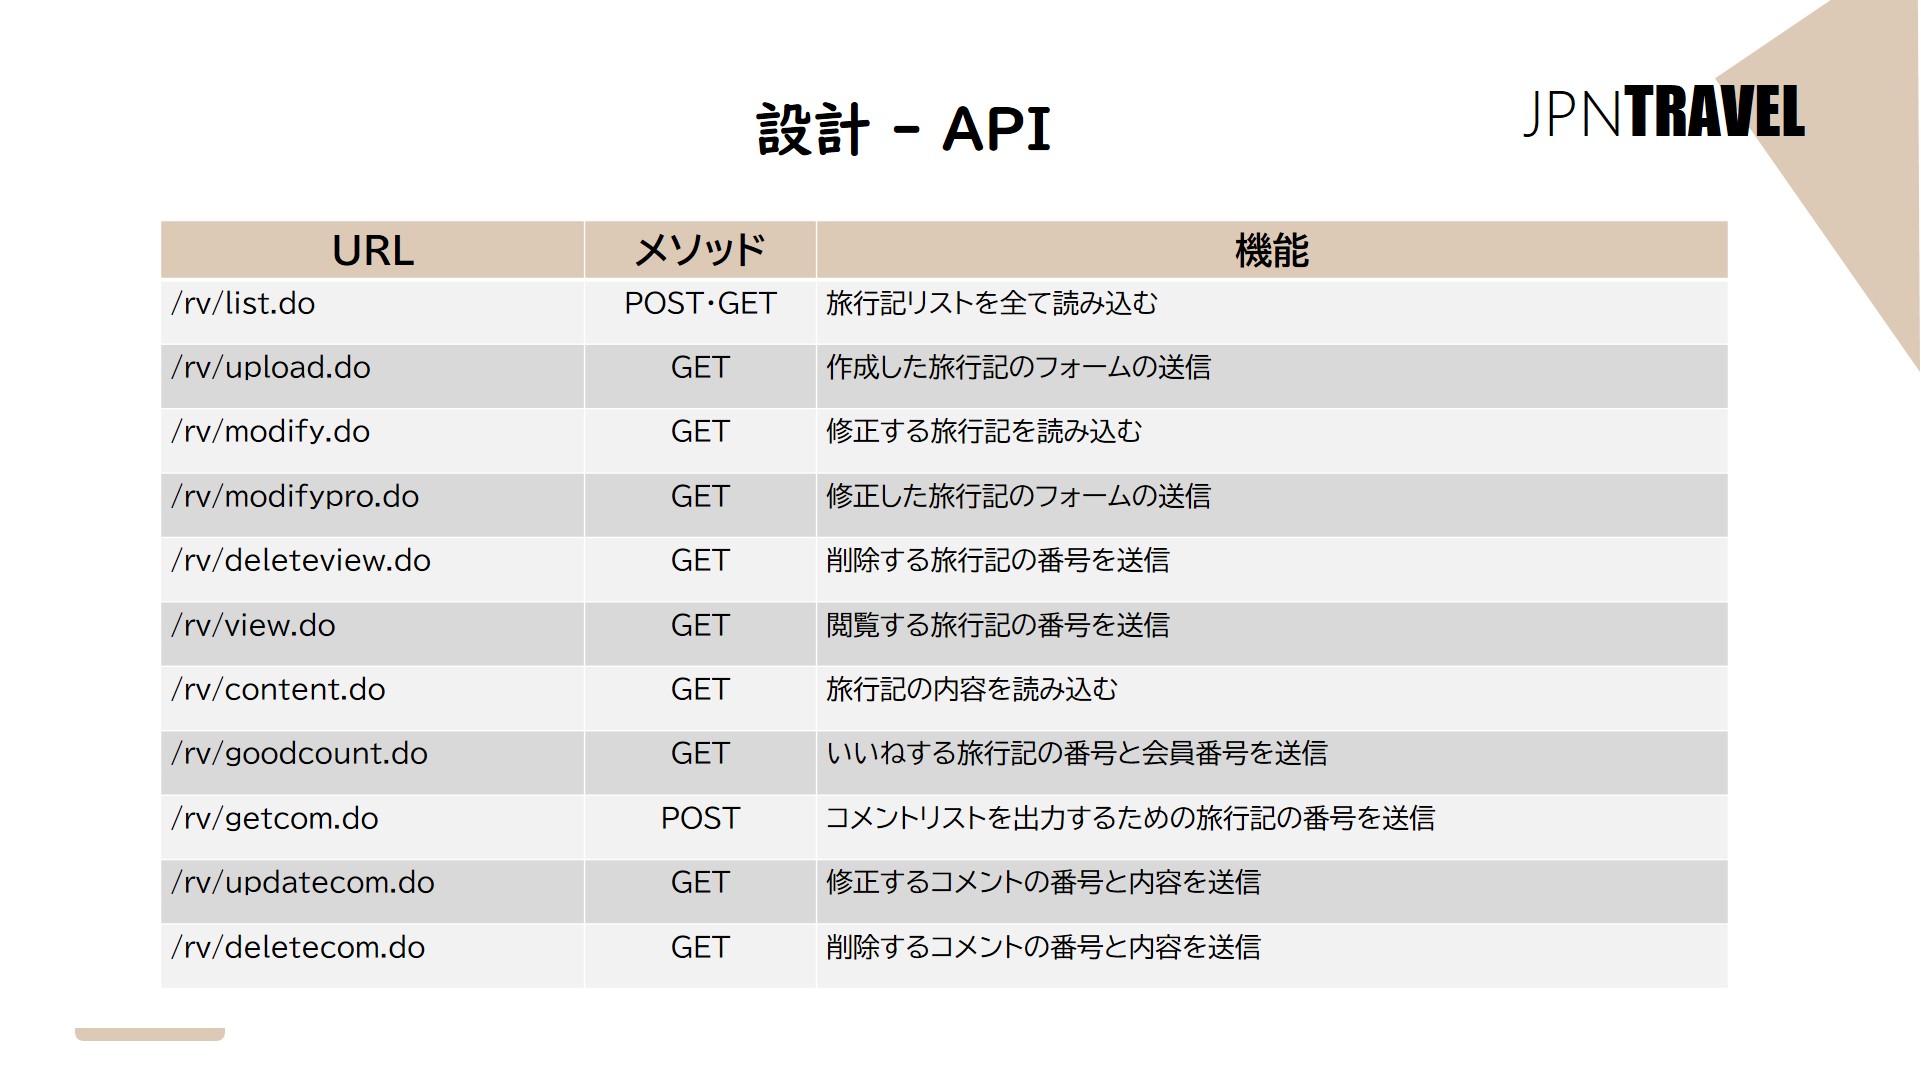 設計 - API
JPNTRAVEL
URL メソッド 機能
/rv/list.do POST・GET 旅行記リストを全て読み込む
/rv/upload.do GET 作成した旅行記のフォームの送信
/rv/modify.do GET 修正する旅行記を読み込む
/rv/modifypro.do GET 修正した旅行記のフォームの送信
/rv/deleteview.do GET 削除する旅行記の番号を送信
/rv/view.do GET 閲覧する旅行記の番号を送信
/rv/content.do GET 旅行記の内容を読み込む
/rv/goodcount.do GET いいねする旅行記の番号と会員番号を送信
/rv/getcom.do POST コメントリストを出力するための旅行記の番号を送信
/rv/updatecom.do GET 修正するコメントの番号と内容を送信
/rv/deletecom.do GET 削除するコメントの番号と内容を送信